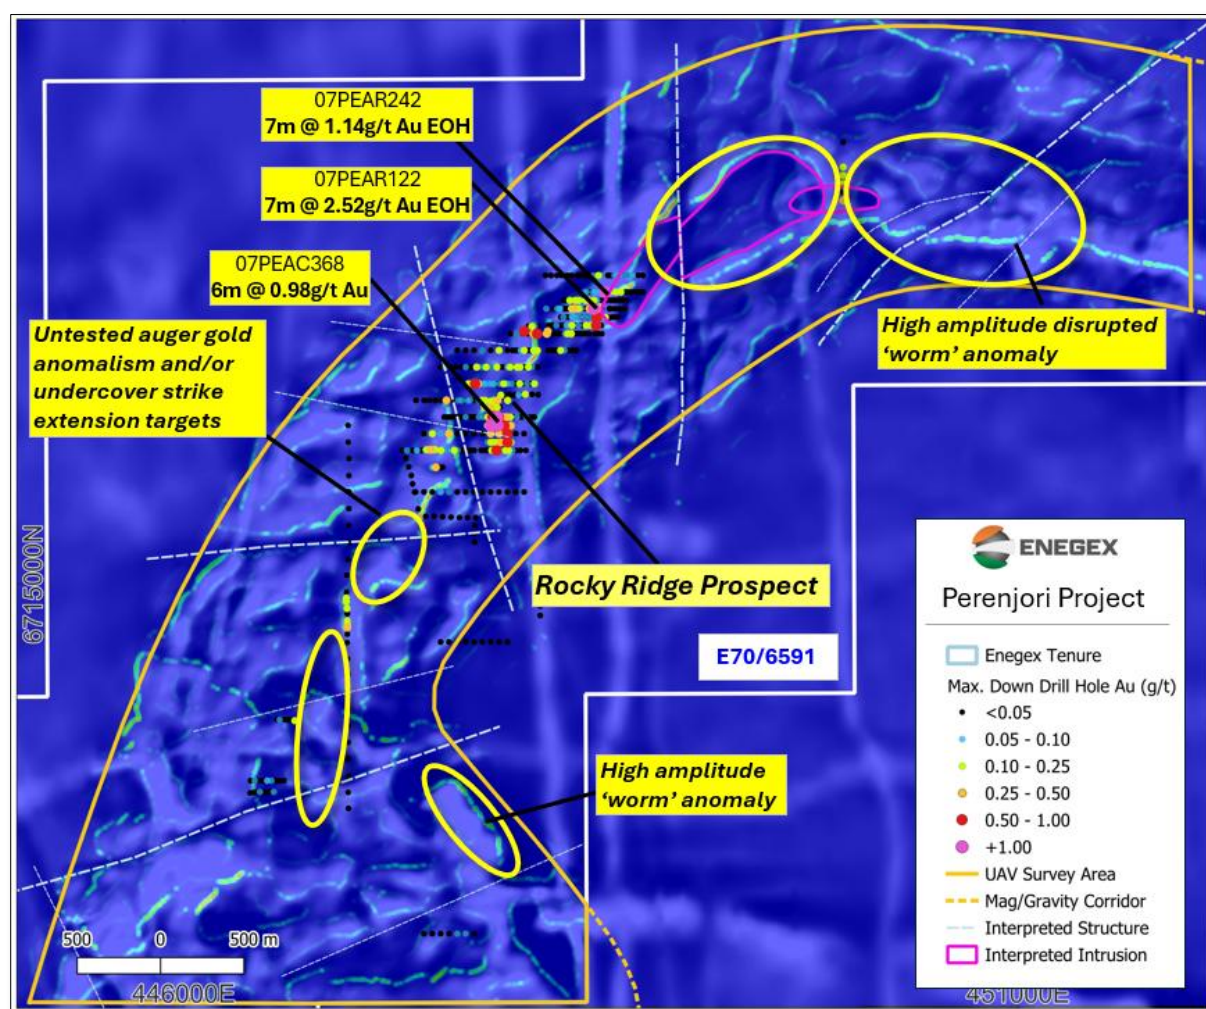 07PEAR242
7m @ 1.14g/t Au EOH
07PEAR122
7m @ 2.52g/t Au EOH
07PEAC368
6m @ 0.98g/t Au
Untested auger gold
anomalism and/or
undercover strike
extension targets
High amplitude disrupted
‘worm’ anomaly
Rocky Ridge Prospect
E70/6591
High amplitude
‘worm’ anomaly
6715000N
500 0 500 m
446000E
451000E
ENEGEX
Perenjori Project
Enegex Tenure
Max. Down Drill Hole Au (g/t)
<0.05
0.05 - 0.10
0.10 - 0.25
0.25 - 0.50
0.50 - 1.00
+1.00
UAV Survey Area
Mag/Gravity Corridor
Interpreted Structure
Interpreted Intrusion